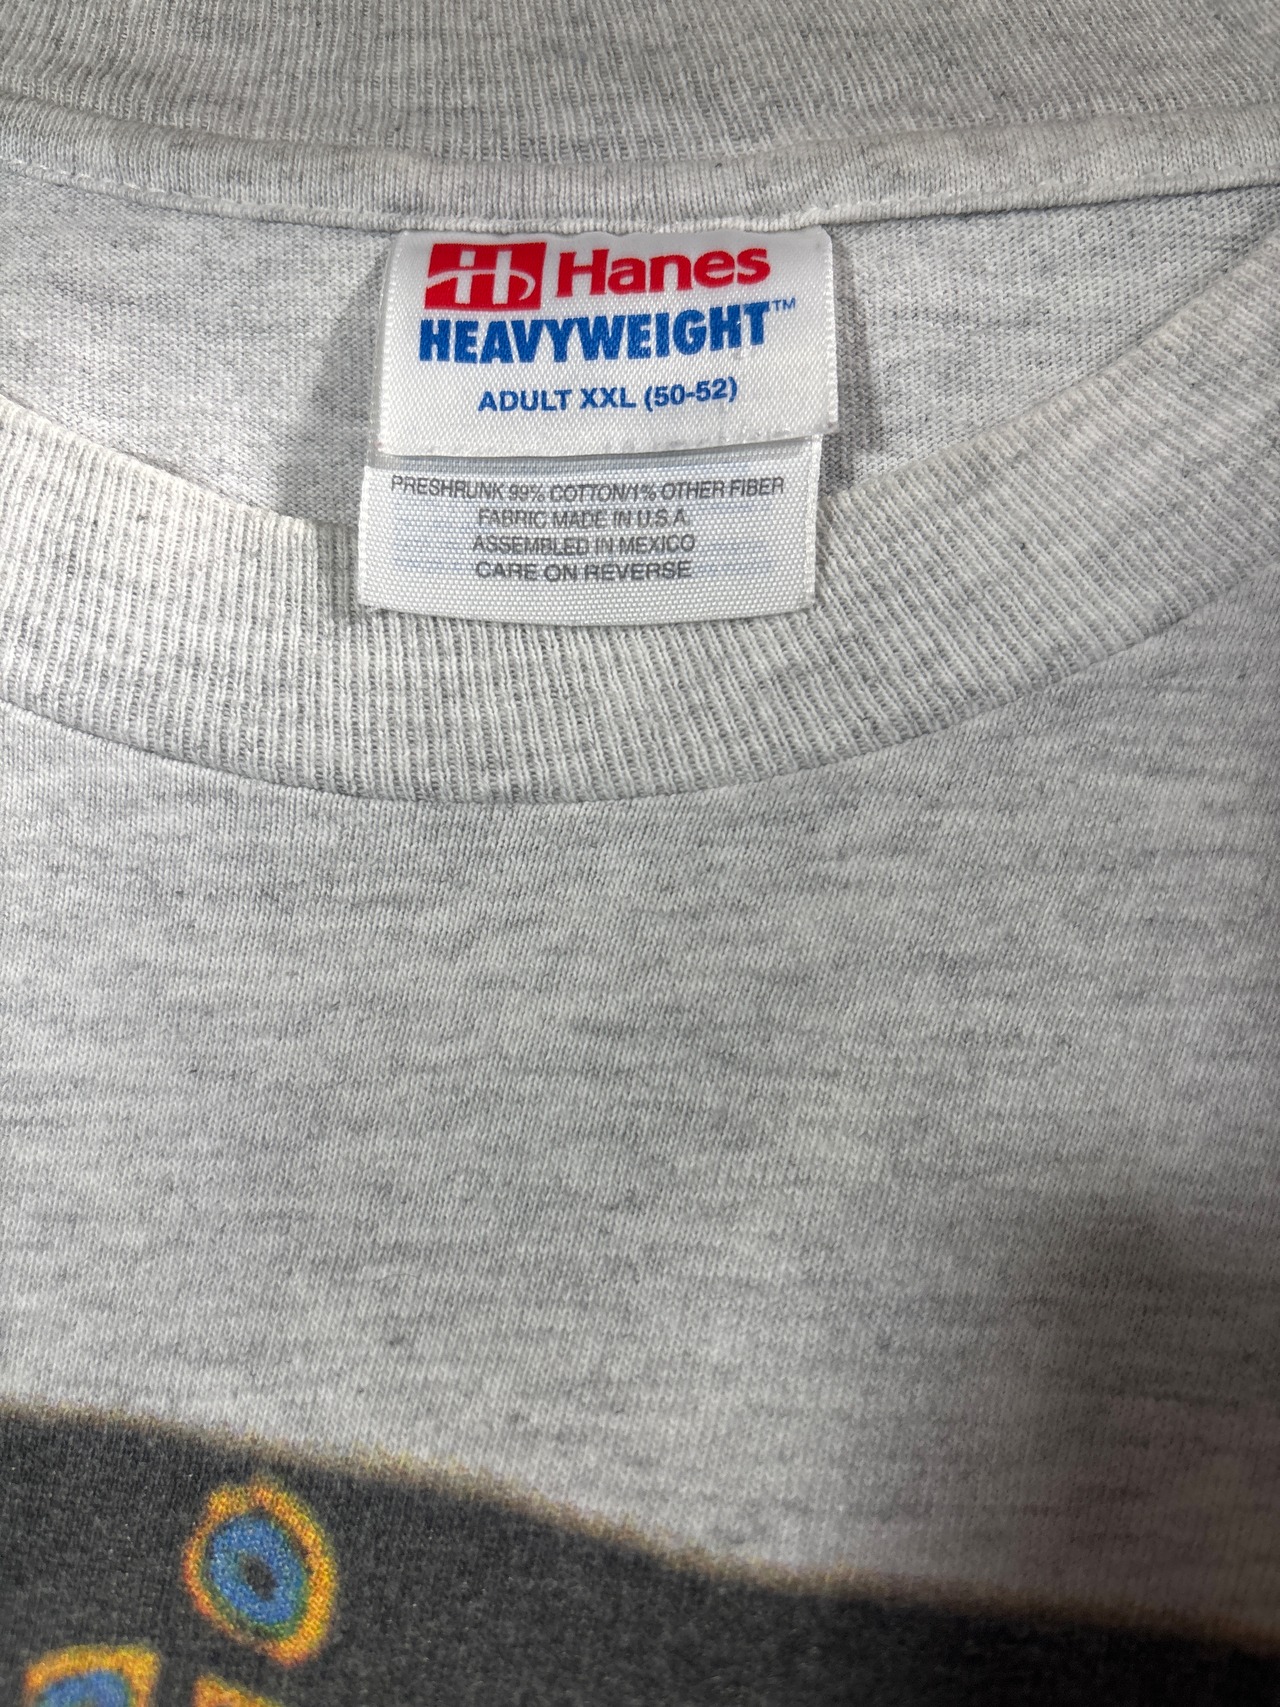 Hanes
HEAVYWEIGHT™
ADULT XXL (50-52)
PRESHRUNK 99% COTTON/1% OTHER FIBER
FABRIC MADE IN U.S.A.
ASSEMBLED IN MEXICO
CARE ON REVERSE